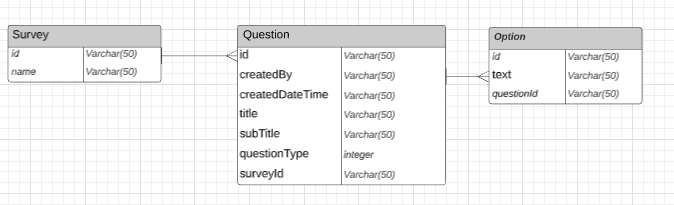 Survey
id Varchar(50)
name Varchar(50)
Question
id Varchar(50)
createdBy Varchar(50)
createdDateTime Varchar(50)
title Varchar(50)
subTitle Varchar(50)
questionType integer
surveyId Varchar(50)
Option
id Varchar(50)
text Varchar(50)
questionId Varchar(50)